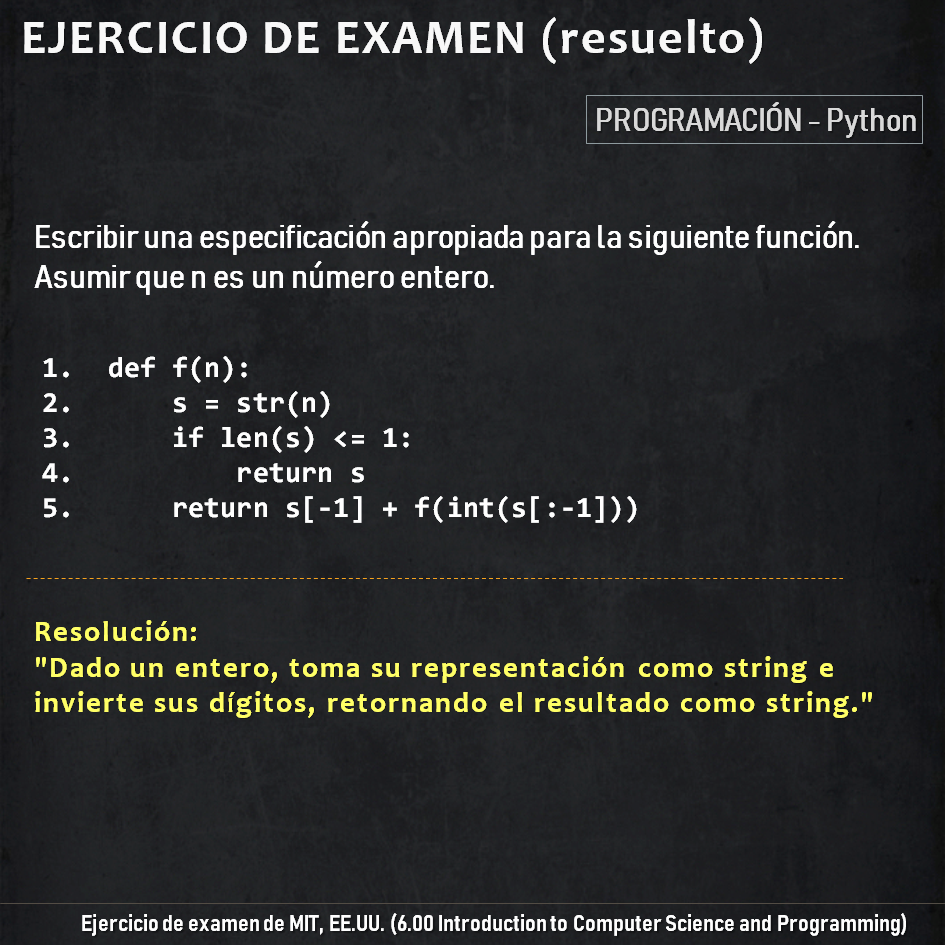 EJERCICIO DE EXAMEN (resuelto)
PROGRAMACIÓN - Python
Escribir una especificación apropiada para la siguiente función.
Asumir que n es un número entero.
1. def f(n):
2.     s = str(n)
3.     if len(s) <= 1:
4.         return s
5.     return s[-1] + f(int(s[:-1]))
Resolución:
"Dado un entero, toma su representación como string e
invierte sus dígitos, retornando el resultado como string."
Ejercicio de examen de MIT, EE.UU. (6.00 Introduction to Computer Science and Programming)